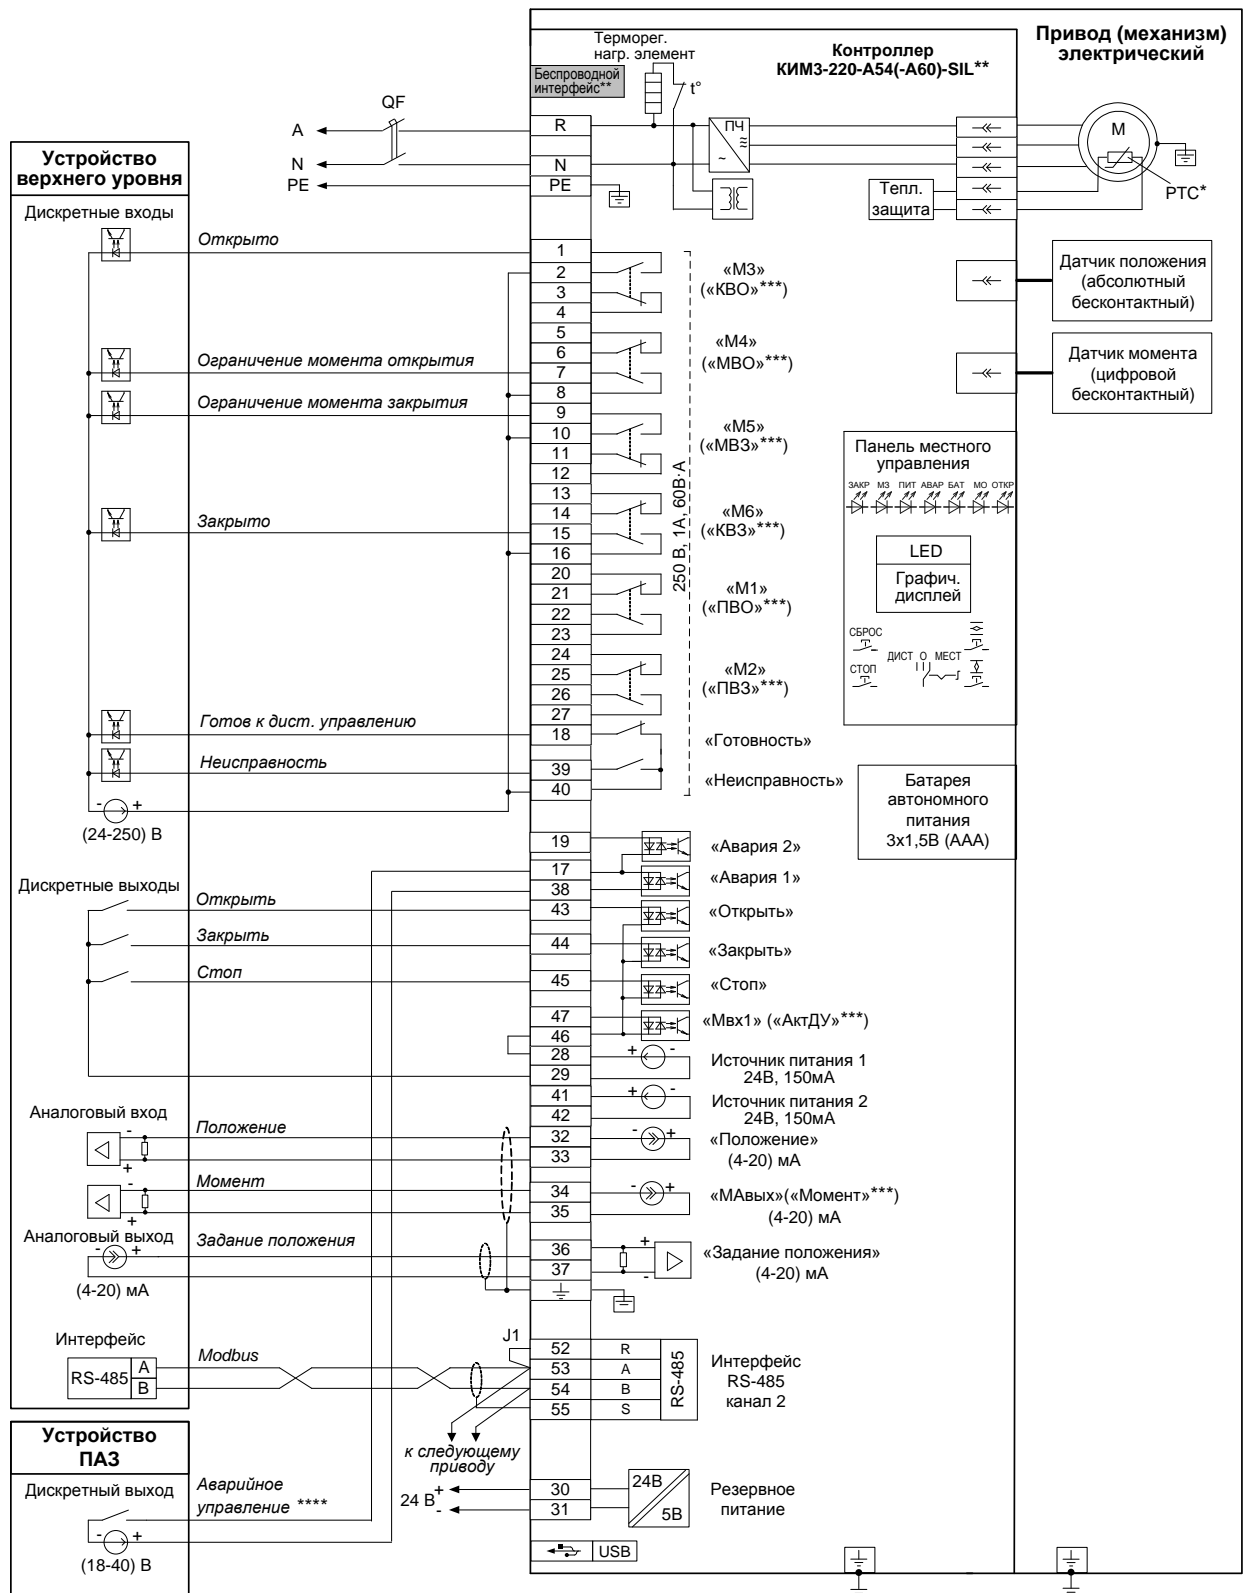 Привод (механизм)
электрический
Контроллер
КИМ3-220-А54(-А60)-SIL**
Терморег.
нагр. элемент
t°
Беспроводной
интерфейс**
QF
A
N
PE
R
N
PE
ПЧ
≈
~
M
PTC*
Тепл.
защита
Датчик положения
(абсолютный
бесконтактный)
Датчик момента
(цифровой
бесконтактный)
Устройство
верхнего уровня
Дискретные входы
Открыто
Ограничение момента открытия
Ограничение момента закрытия
Закрыто
Готов к дист. управлению
Неисправность
- +
(24-250) В
1
2
3
4
5
6
7
8
9
10
11
12
13
14
15
16
20
21
22
23
24
25
26
27
18
39
40
250 В, 1А, 60В·А
«М3»
(«КВО»***)
«М4»
(«МВО»***)
«М5»
(«МВЗ»***)
«М6»
(«КВЗ»***)
«М1»
(«ПВО»***)
«М2»
(«ПВЗ»***)
«Готовность»
«Неисправность»
Панель местного
управления
ЗАКР МЗ ПИТ АВАР БАТ МО ОТКР
LED
Графич.
дисплей
СБРОС
СТОП
ДИСТ О МЕСТ
Батарея
автономного
питания
3х1,5В (ААА)
Дискретные выходы
Открыть
Закрыть
Стоп
19
17
38
43
44
45
47
46
28
29
41
42
32
33
34
35
36
37
«Авария 2»
«Авария 1»
«Открыть»
«Закрыть»
«Стоп»
«Мвх1» («АктДУ»***)
+ -
Источник питания 1
24В, 150мА
+ -
Источник питания 2
24В, 150мА
- +
«Положение»
(4-20) мА
- +
«МАвых»(«Момент»***)
(4-20) мА
+
-
«Задание положения»
(4-20) мА
Аналоговый вход
-
+
Положение
-
+
Момент
Аналоговый выход
- +
Задание положения
(4-20) мА
Интерфейс
RS-485
A
B
Modbus
J1
52 R
53 A
54 B
55 S
RS-485
Интерфейс
RS-485
канал 2
к следующему
приводу
Устройство
ПАЗ
Дискретный выход
Аварийное
управление ****
- +
(18-40) В
24 В
+
-
30
31
24В
5В
Резервное
питание
USB